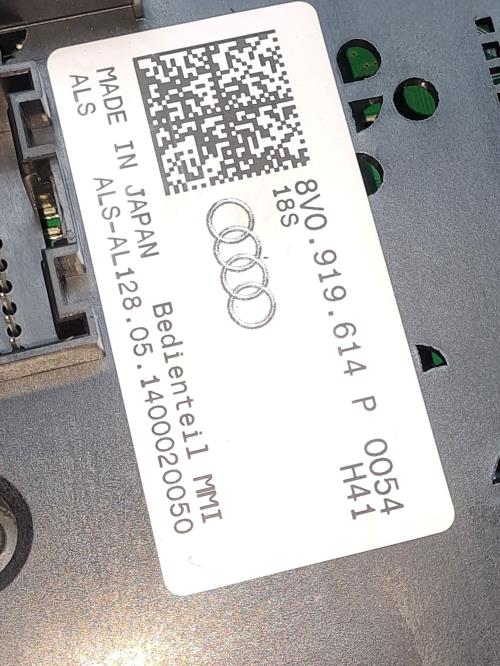 8V0.919.614 P 0054
18S H41
Bedienteil MMI
MADE IN JAPAN
ALS ALS-AL128.05.1400020050